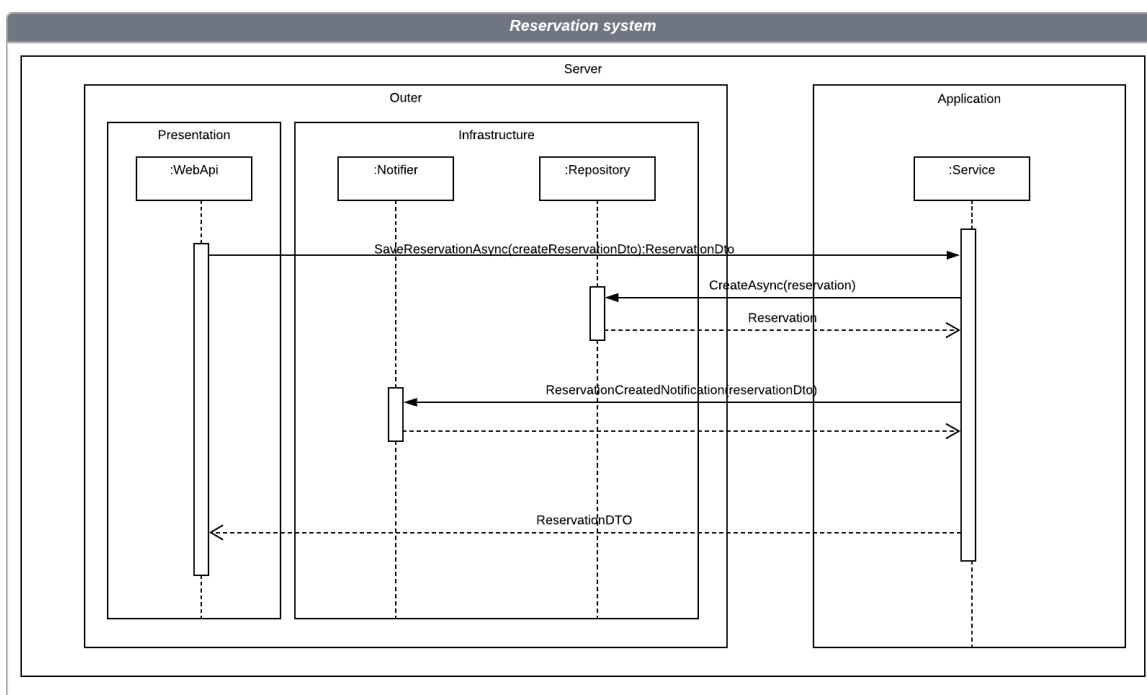 Reservation system
Server
Outer
Application
Presentation
Infrastructure
:WebApi
:Notifier
:Repository
:Service
SaveReservationAsync(createReservationDto):ReservationDto
CreateAsync(reservation)
Reservation
ReservationCreatedNotification(reservationDto)
ReservationDTO